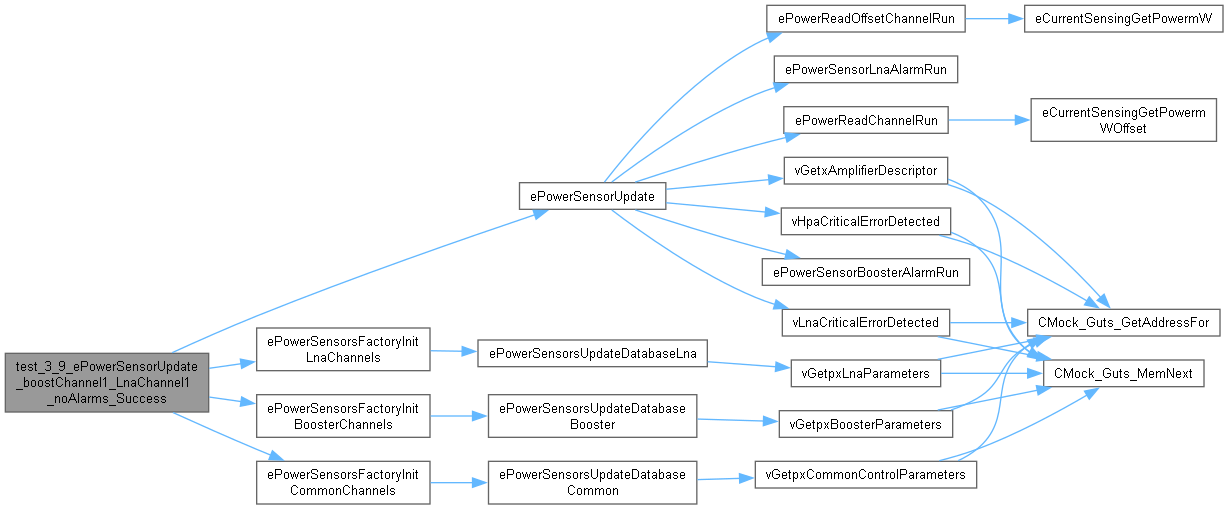 ePowerReadOffsetChannelRun
eCurrentSensingGetPowermW
ePowerSensorLnaAlarmRun
ePowerReadChannelRun
eCurrentSensingGetPowerm
WOffset
vGetxAmplifierDescriptor
ePowerSensorUpdate
vHpaCriticalErrorDetected
ePowerSensorBoosterAlarmRun
vLnaCriticalErrorDetected
CMock_Guts_GetAddressFor
test_3_9_ePowerSensorUpdate
_boostChannel1_LnaChannel1
_noAlarms_Success
ePowerSensorsFactoryInit
LnaChannels
ePowerSensorsUpdateDatabaseLna
vGetpxLnaParameters
CMock_Guts_MemNext
ePowerSensorsFactoryInit
BoosterChannels
ePowerSensorsUpdateDatabase
Booster
vGetpxBoosterParameters
ePowerSensorsFactoryInit
CommonChannels
ePowerSensorsUpdateDatabase
Common
vGetpxCommonControlParameters